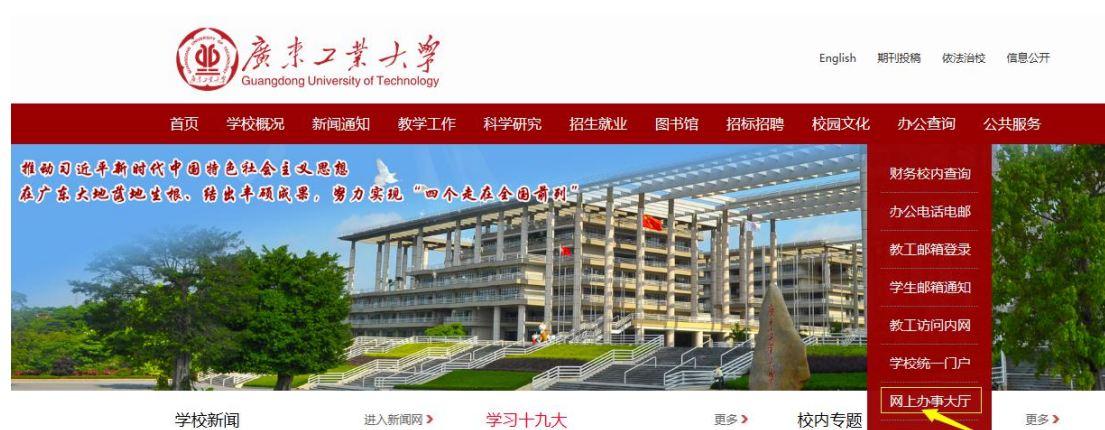 廣東工業大學
Guangdong University of Technology
English 期刊投稿 依法治校 信息公开
首页 学校概况 新闻通知 教学工作 科学研究 招生就业 图书馆 招标招聘 校园文化 办公查询 公共服务
推动习近平新时代中国特色社会主义思想
在广东大地落地生根、结出丰硕成果，努力实现“四个走在全国前列”
财务校内查询
办公电话电邮
教工邮箱登录
学生邮箱通知
教工访问内网
学校统一门户
网上办事大厅
学校新闻 进入新闻网 学习十九大 更多 校内专题 更多